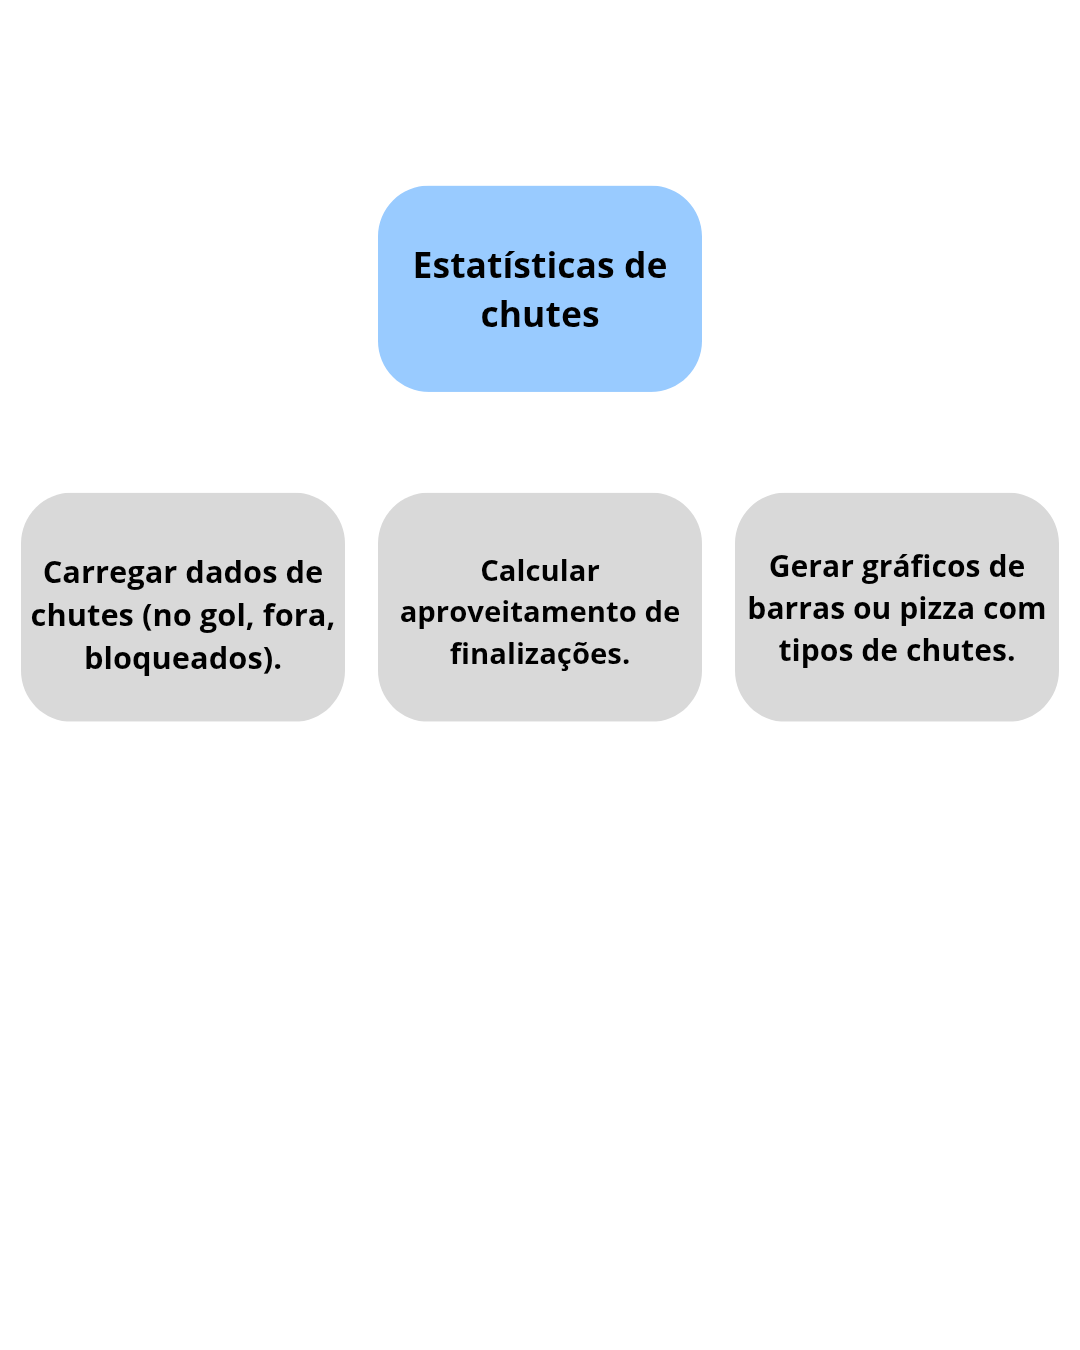 Estatísticas de
chutes
Carregar dados de
chutes (no gol, fora,
bloqueados).
Calcular
aproveitamento de
finalizações.
Gerar gráficos de
barras ou pizza com
tipos de chutes.